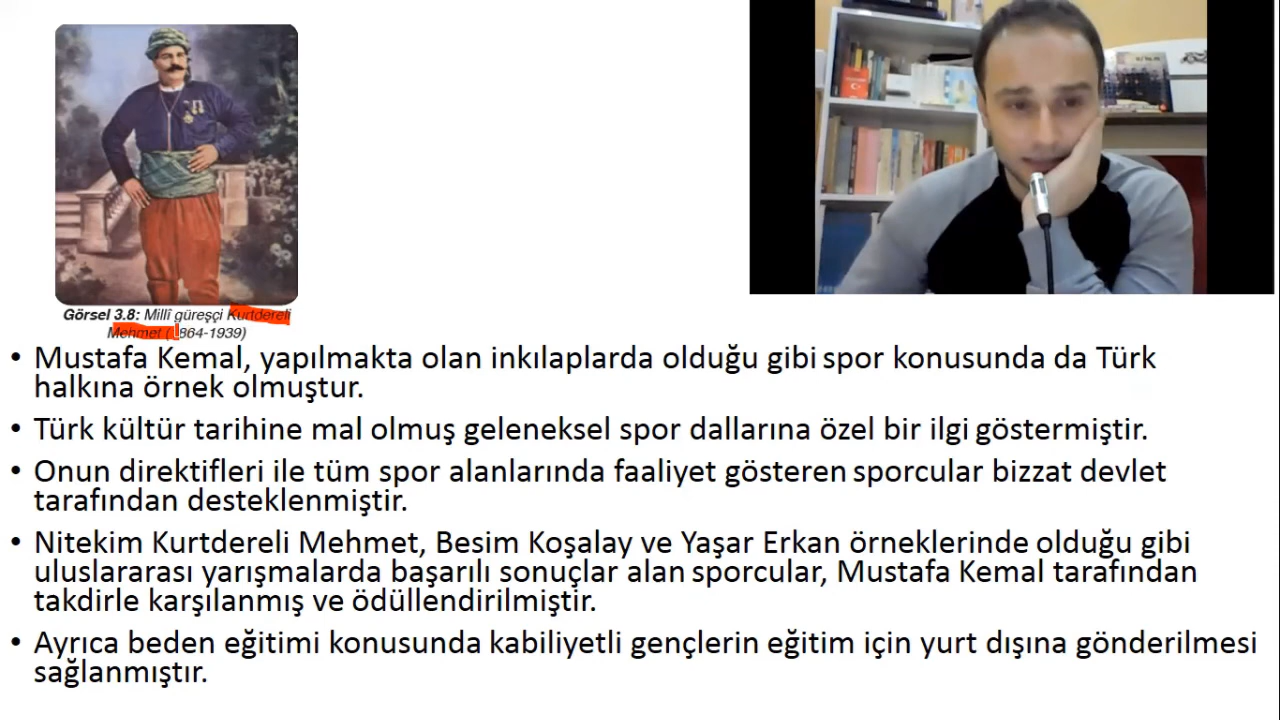 Görsel 3.8: Millî güreşçi Kurtdereli
Mehmet (1864-1939)
• Mustafa Kemal, yapılmakta olan inkılaplarda olduğu gibi spor konusunda da Türk
halkına örnek olmuştur.
• Türk kültür tarihine mal olmuş geleneksel spor dallarına özel bir ilgi göstermiştir.
• Onun direktifleri ile tüm spor alanlarında faaliyet gösteren sporcular bizzat devlet
tarafından desteklenmiştir.
• Nitekim Kurtdereli Mehmet, Besim Koşalay ve Yaşar Erkan örneklerinde olduğu gibi
uluslararası yarışmalarda başarılı sonuçlar alan sporcular, Mustafa Kemal tarafından
takdirle karşılanmış ve ödüllendirilmiştir.
• Ayrıca beden eğitimi konusunda kabiliyetli gençlerin eğitim için yurt dışına gönderilmesi
sağlanmıştır.